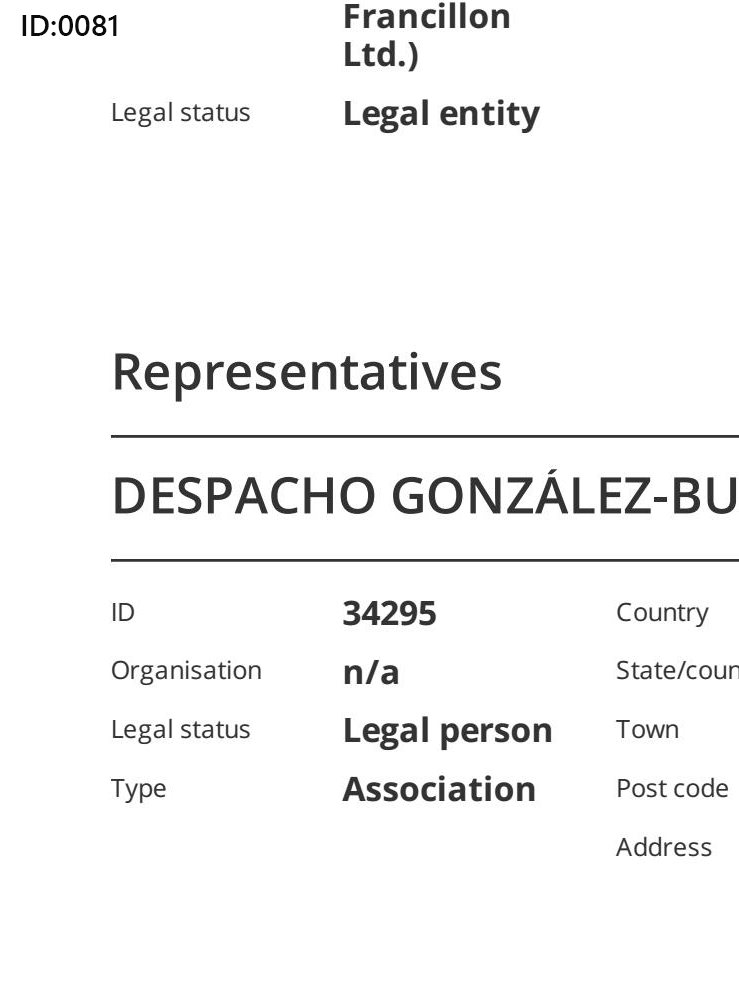 ID:0081
Francillon
Ltd.)
Legal status Legal entity
Representatives
DESPACHO GONZÁLEZ-BU
ID 34295 Country
Organisation n/a State/coun
Legal status Legal person Town
Type Association Post code
Address